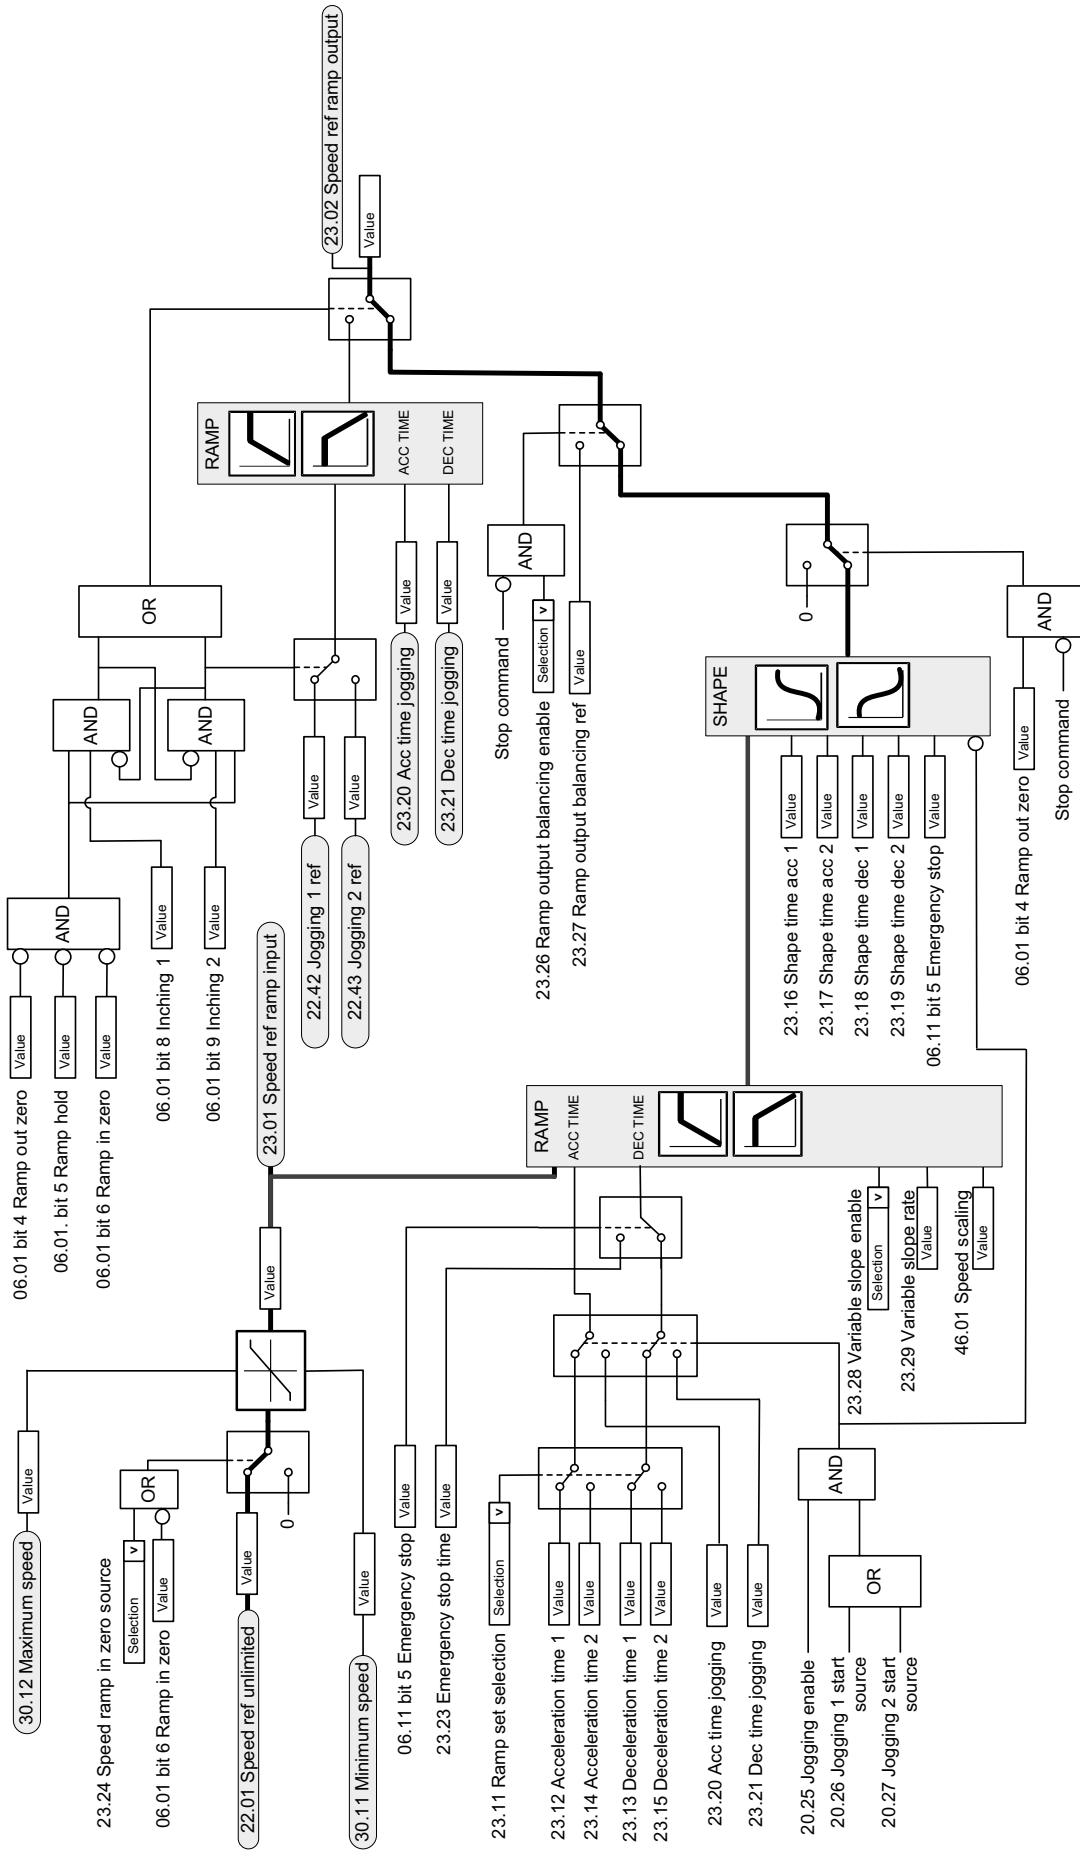 30.12 Maximum speed
Value
23.24 Speed ramp in zero source
Selection
v
06.01 bit 6 Ramp in zero
Value
OR
22.01 Speed ref unlimited
Value
0
30.11 Minimum speed
Value
Value
23.01 Speed ref ramp input
06.01 bit 4 Ramp out zero
Value
06.01. bit 5 Ramp hold
Value
06.01 bit 6 Ramp in zero
Value
AND
06.01 bit 8 Inching 1
Value
06.01 bit 9 Inching 2
Value
AND
AND
OR
22.42 Jogging 1 ref
Value
22.43 Jogging 2 ref
Value
23.20 Acc time jogging
Value
23.21 Dec time jogging
Value
RAMP
ACC TIME
DEC TIME
23.02 Speed ref ramp output
Value
06.11 bit 5 Emergency stop
Value
23.23 Emergency stop time
Value
23.11 Ramp set selection
Selection
v
23.12 Acceleration time 1
Value
23.14 Acceleration time 2
Value
23.13 Deceleration time 1
Value
23.15 Deceleration time 2
Value
23.20 Acc time jogging
Value
23.21 Dec time jogging
Value
20.25 Jogging enable
20.26 Jogging 1 start
source
20.27 Jogging 2 start
source
OR
AND
RAMP
ACC TIME
DEC TIME
23.28 Variable slope enable
Selection
v
23.29 Variable slope rate
Value
46.01 Speed scaling
Value
Stop command
AND
23.26 Ramp output balancing enable
Selection
v
23.27 Ramp output balancing ref
Value
SHAPE
23.16 Shape time acc 1
Value
23.17 Shape time acc 2
Value
23.18 Shape time dec 1
Value
23.19 Shape time dec 2
Value
06.11 bit 5 Emergency stop
Value
0
06.01 bit 4 Ramp out zero
Value
Stop command
AND